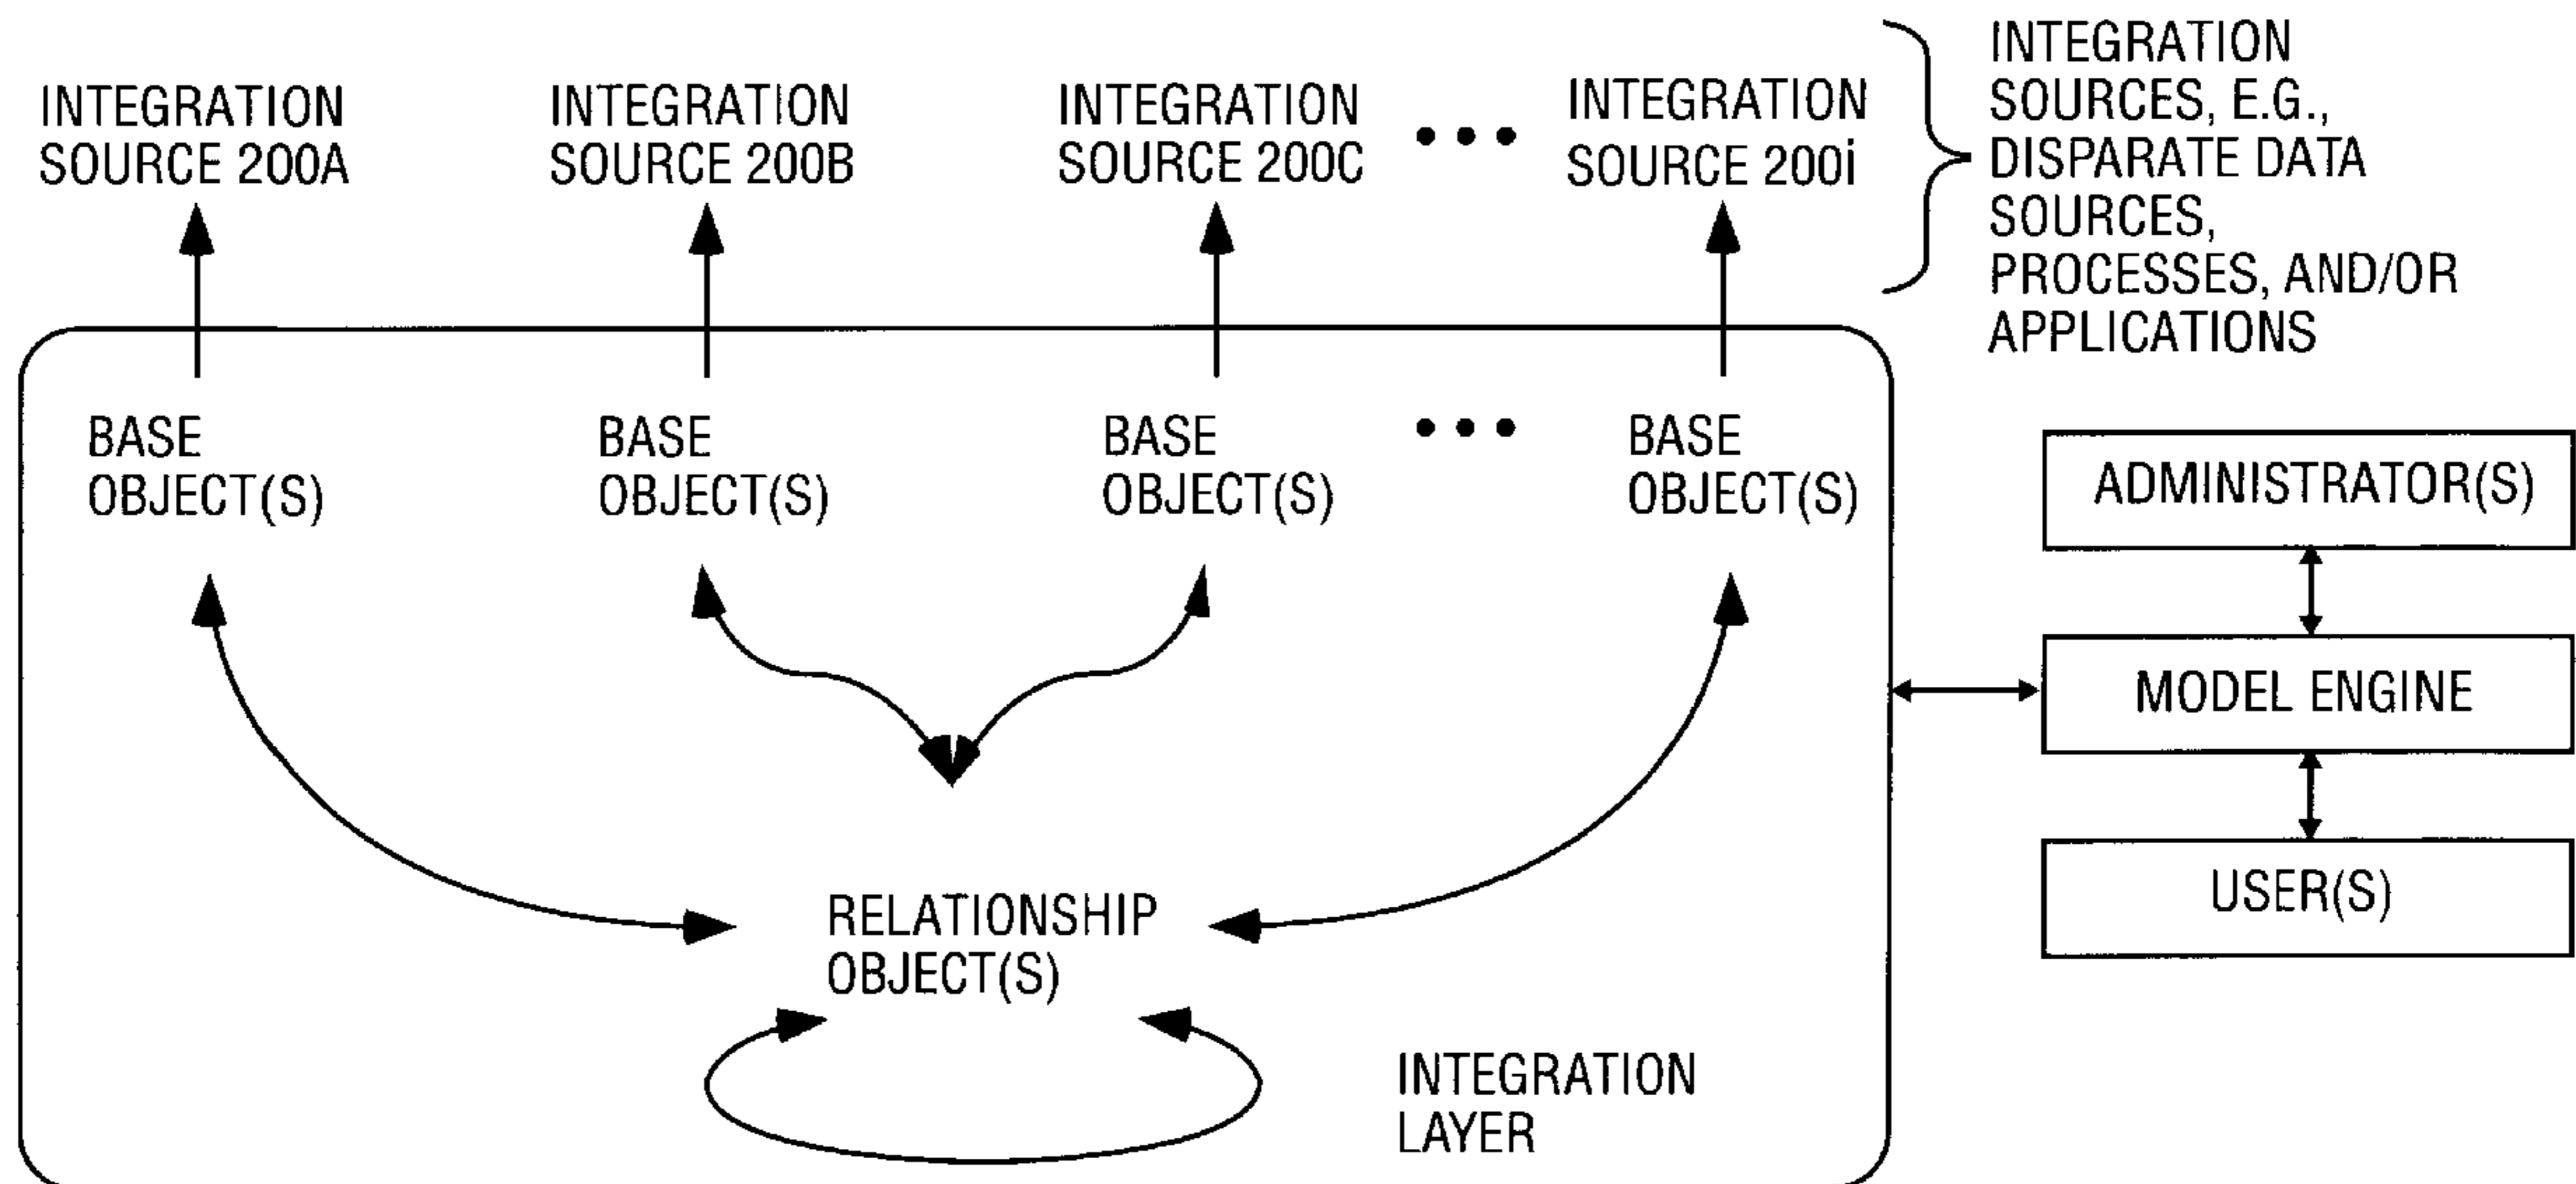 INTEGRATION
SOURCE 200A
INTEGRATION
SOURCE 200B
INTEGRATION
SOURCE 200C
INTEGRATION
SOURCE 200i
INTEGRATION
SOURCES, E.G.,
DISPARATE DATA
SOURCES,
PROCESSES, AND/OR
APPLICATIONS
BASE
OBJECT(S)
BASE
OBJECT(S)
BASE
OBJECT(S)
BASE
OBJECT(S)
ADMINISTRATOR(S)
MODEL ENGINE
USER(S)
RELATIONSHIP
OBJECT(S)
INTEGRATION
LAYER